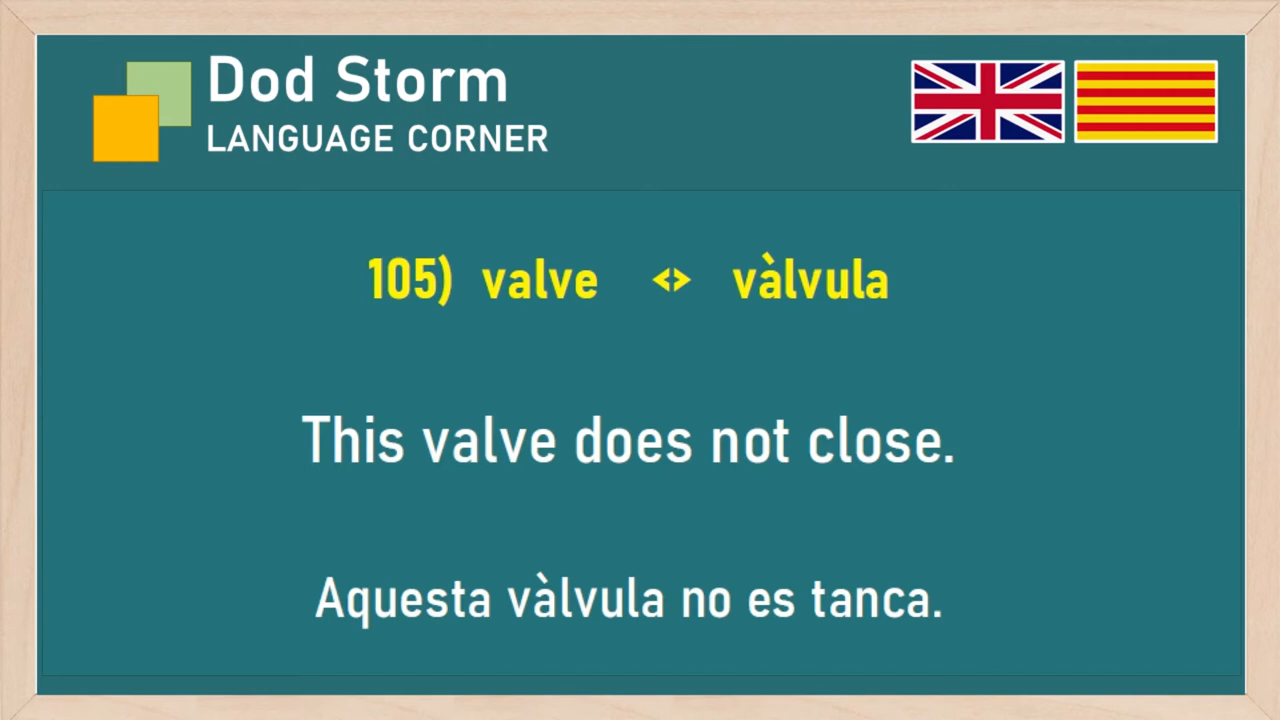 Dod Storm
LANGUAGE CORNER
105) valve <> vàlvula
This valve does not close.
Aquesta vàlvula no es tanca.